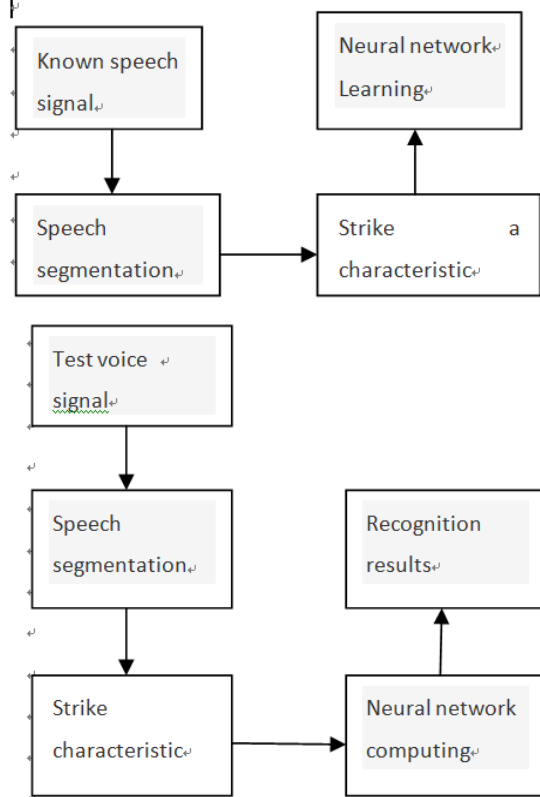 Known speech
signal
Neural network
Learning
Speech
segmentation
Strike a
characteristic
Test voice
signal
Speech
segmentation
Recognition
results
Strike
characteristic
Neural network
computing